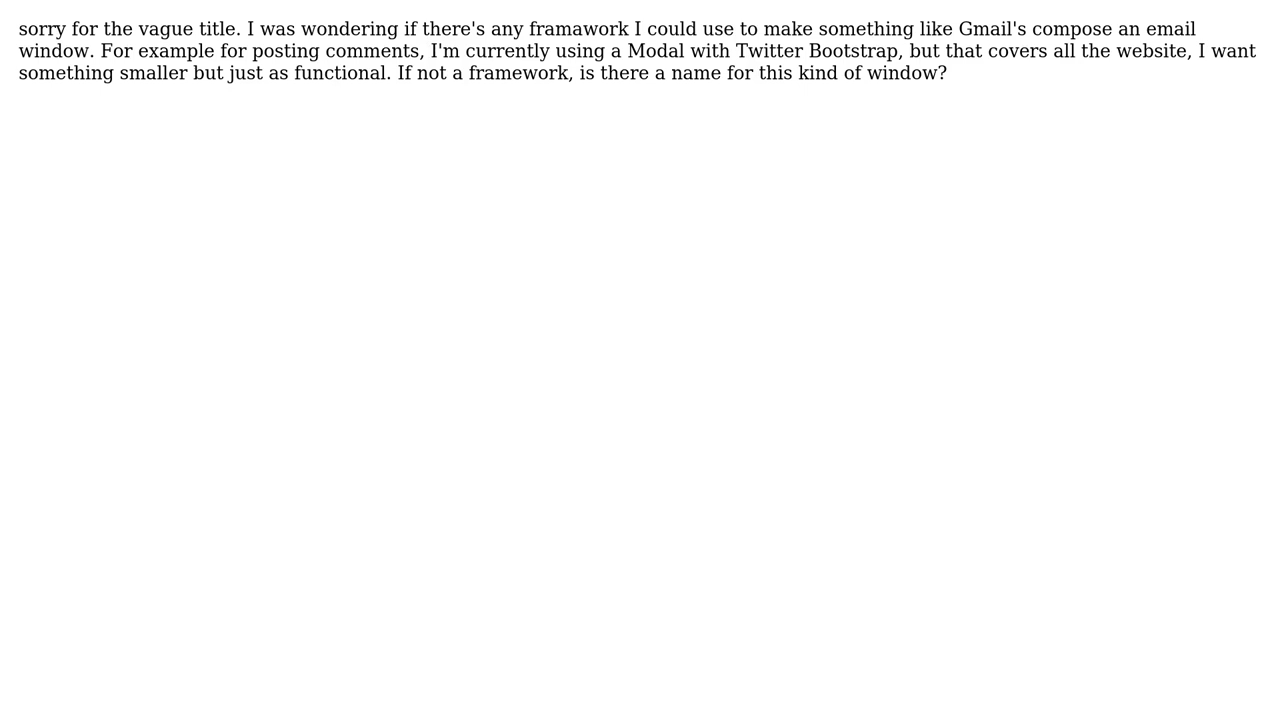 sorry for the vague title. I was wondering if there's any framawork I could use to make something like Gmail's compose an email
window. For example for posting comments, I'm currently using a Modal with Twitter Bootstrap, but that covers all the website, I want
something smaller but just as functional. If not a framework, is there a name for this kind of window?